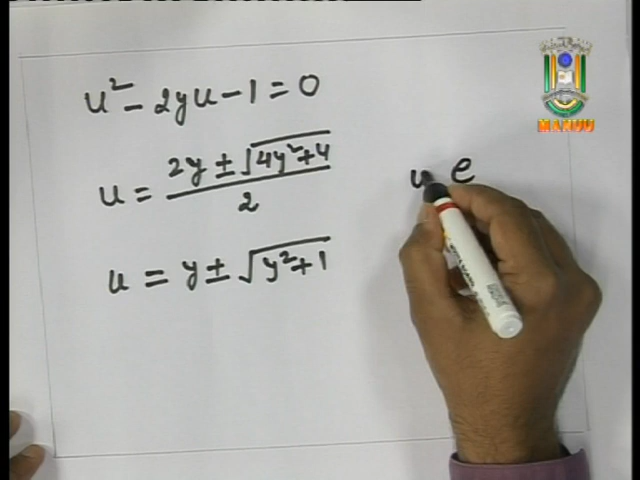 u² - 2yu - 1 = 0
u = (2y ± √(4y²+4))/2
u e
u = y ± √(y²+1)
MANUU